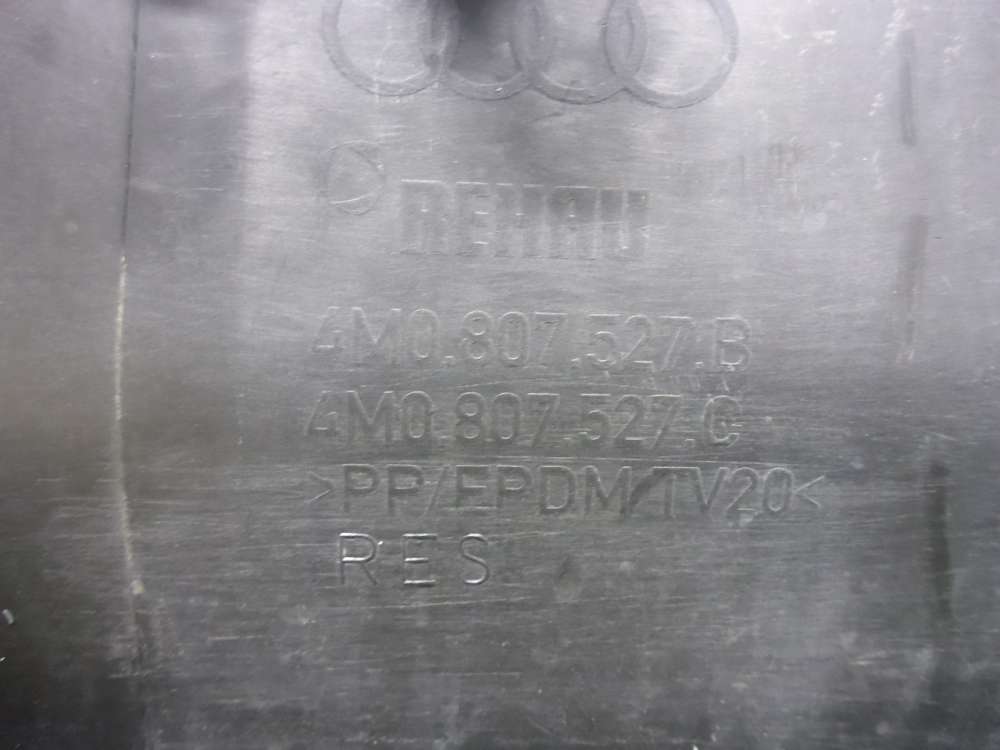 REHAU
4M0.807.527.B
4M0.807.527.C
>PP/EPDM/TV20<
RES